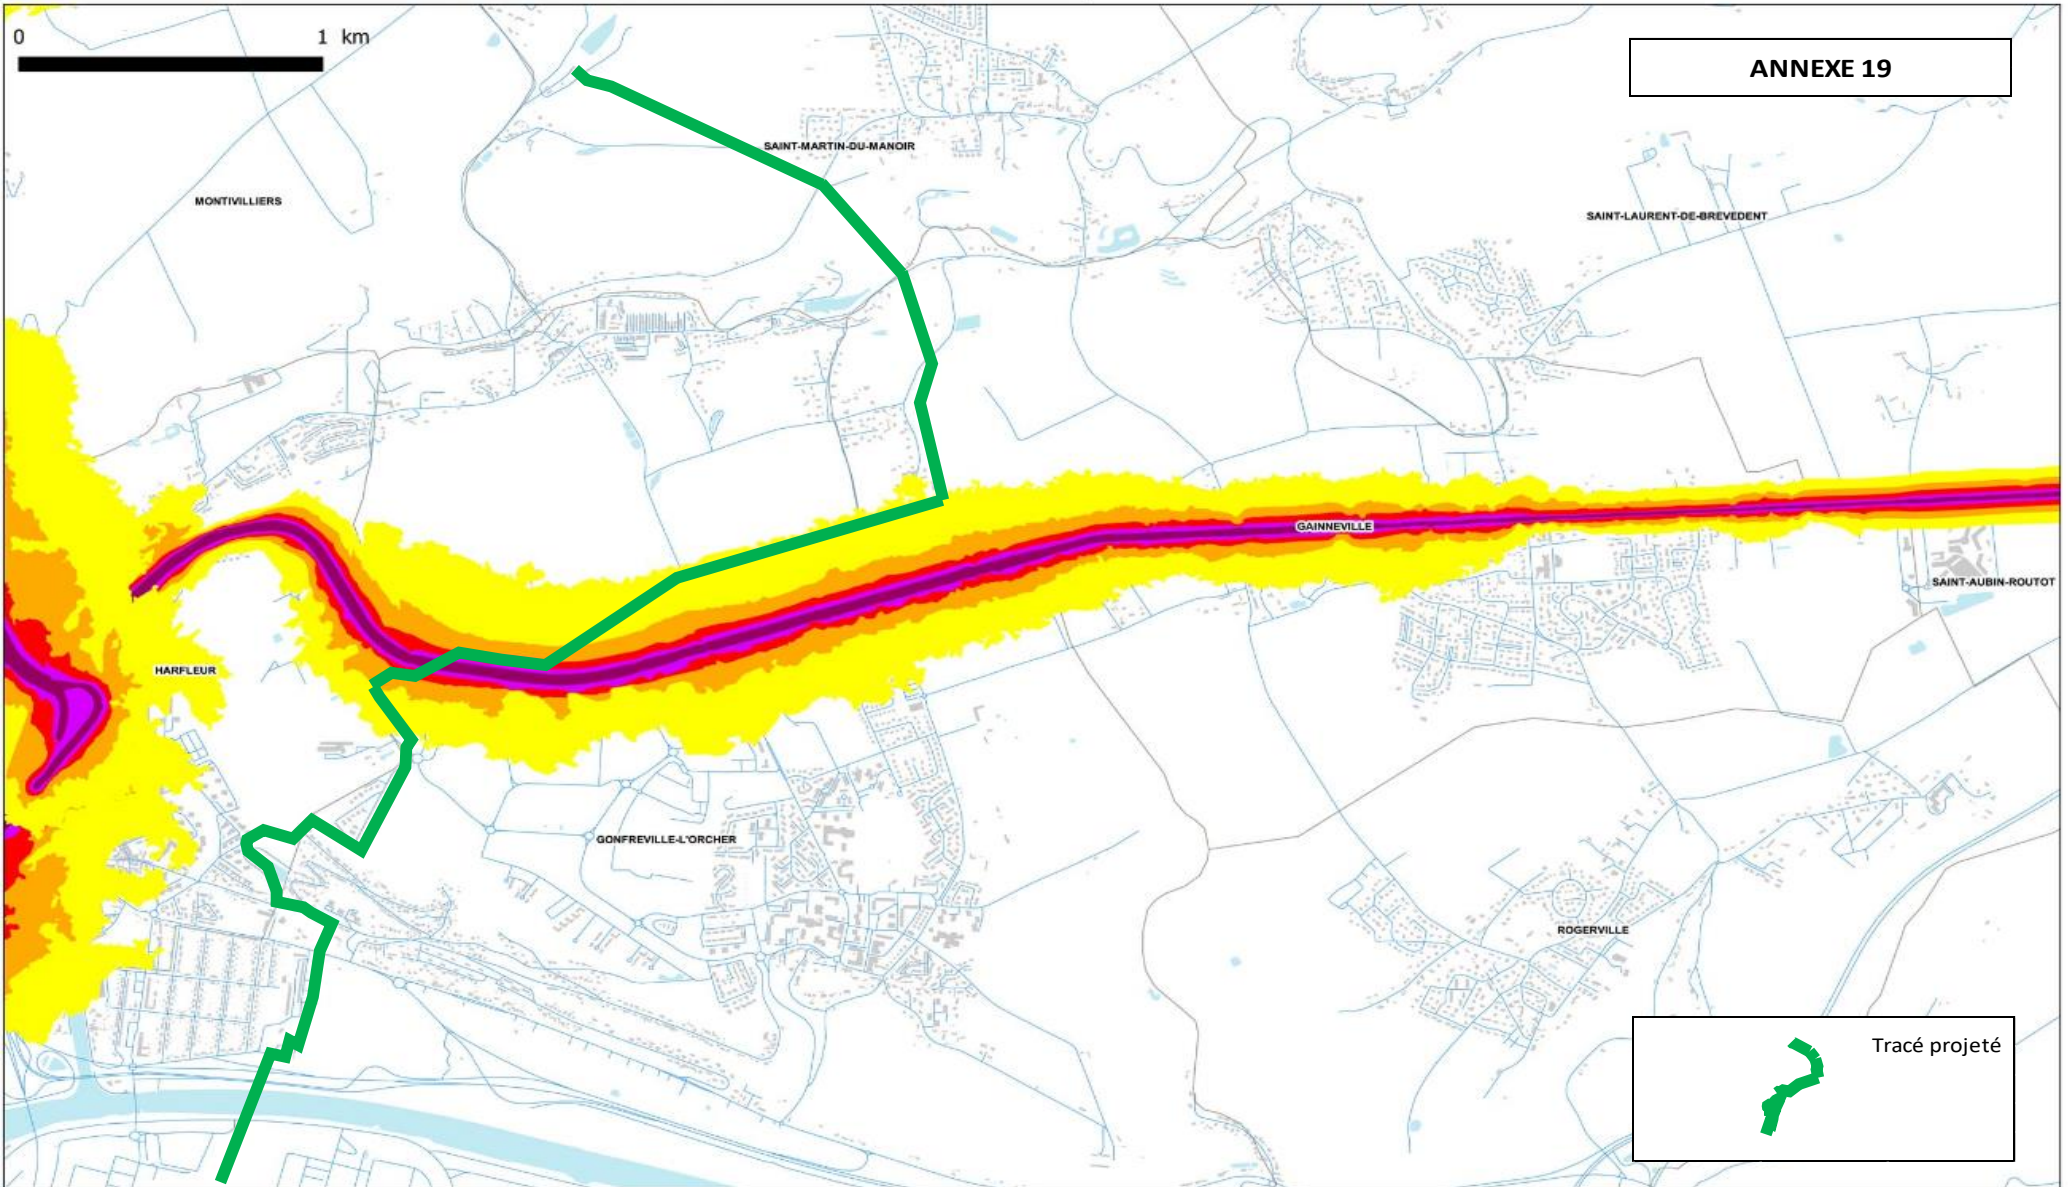 0 1 km
ANNEXE 19
SAINT-MARTIN-DU-MANOIR
MONTIVILLIERS
SAINT-LAURENT-DE-BREVEDENT
GAINNEVILLE
SAINT-AUBIN-ROUTOT
HARFLEUR
GONFREVILLE-L'ORCHER
ROGERVILLE
Tracé projeté